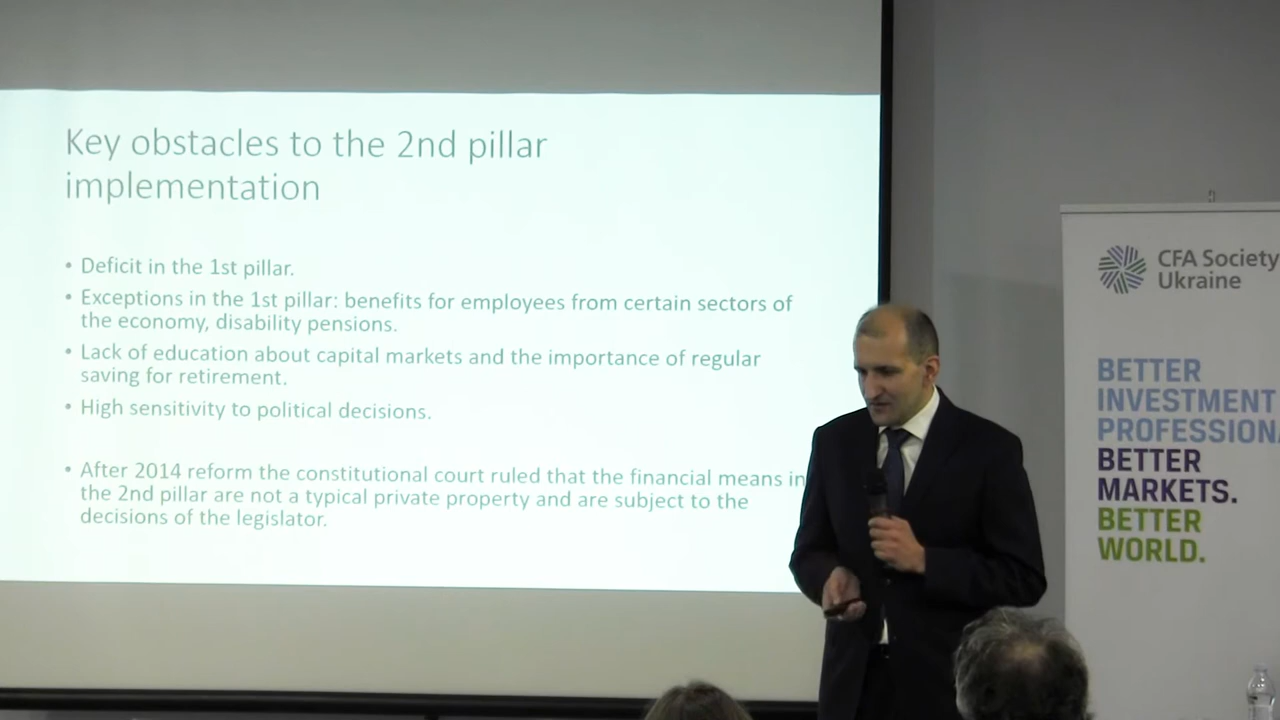 Key obstacles to the 2nd pillar
implementation
• Deficit in the 1st pillar.
• Exceptions in the 1st pillar: benefits for employees from certain sectors of
the economy, disability pensions.
• Lack of education about capital markets and the importance of regular
saving for retirement.
• High sensitivity to political decisions.
• After 2014 reform the constitutional court ruled that the financial means in
the 2nd pillar are not a typical private property and are subject to the
decisions of the legislator.
CFA Society
Ukraine
BETTER
INVESTMENT
PROFESSIONA
BETTER
MARKETS.
BETTER
WORLD.